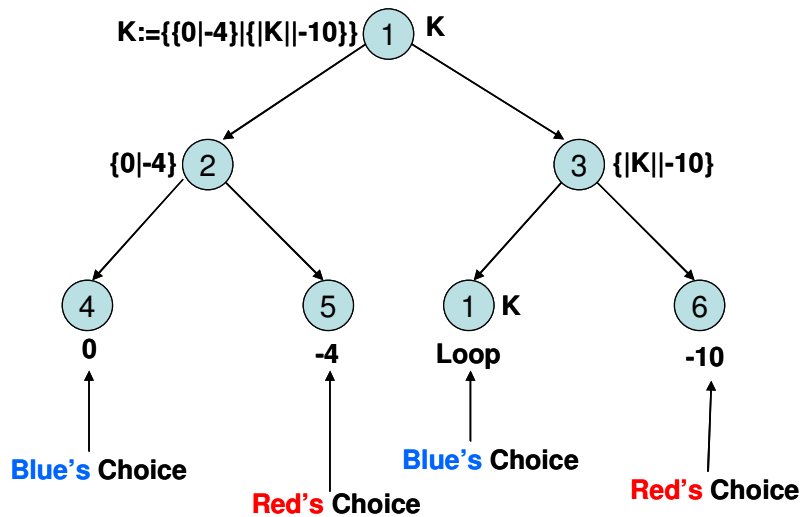 K:={{0|-4}|{|K||-10}}
1
K
{0|-4}
2
3
{|K||-10}
4
5
1
K
6
0
-4
Loop
-10
Blue's Choice
Red's Choice
Blue's Choice
Red's Choice